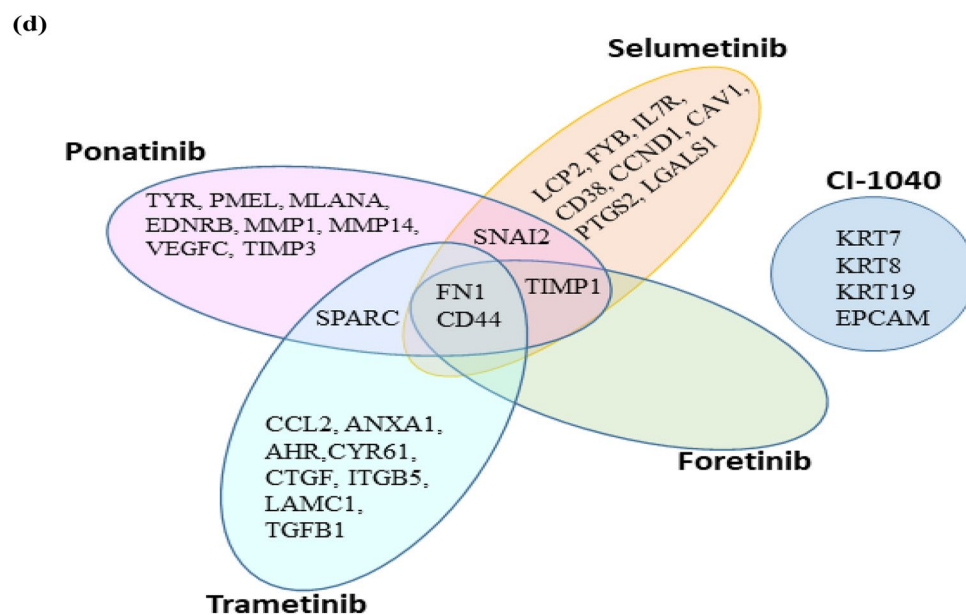 (d)
Selumetinib
Ponatinib
LCP2, FYB, IL7R,
CD38, CCND1, CAV1,
PTGS2, LGALS1
CI-1040
TYR, PMEL, MLANA,
EDNRB, MMP1, MMP14,
VEGFC, TIMP3
SNAI2
KRT7
KRT8
KRT19
EPCAM
TIMP1
FN1
CD44
SPARC
CCL2, ANXA1,
AHR,CYR61,
CTGF, ITGB5,
LAMC1,
TGFB1
Foretinib
Trametinib